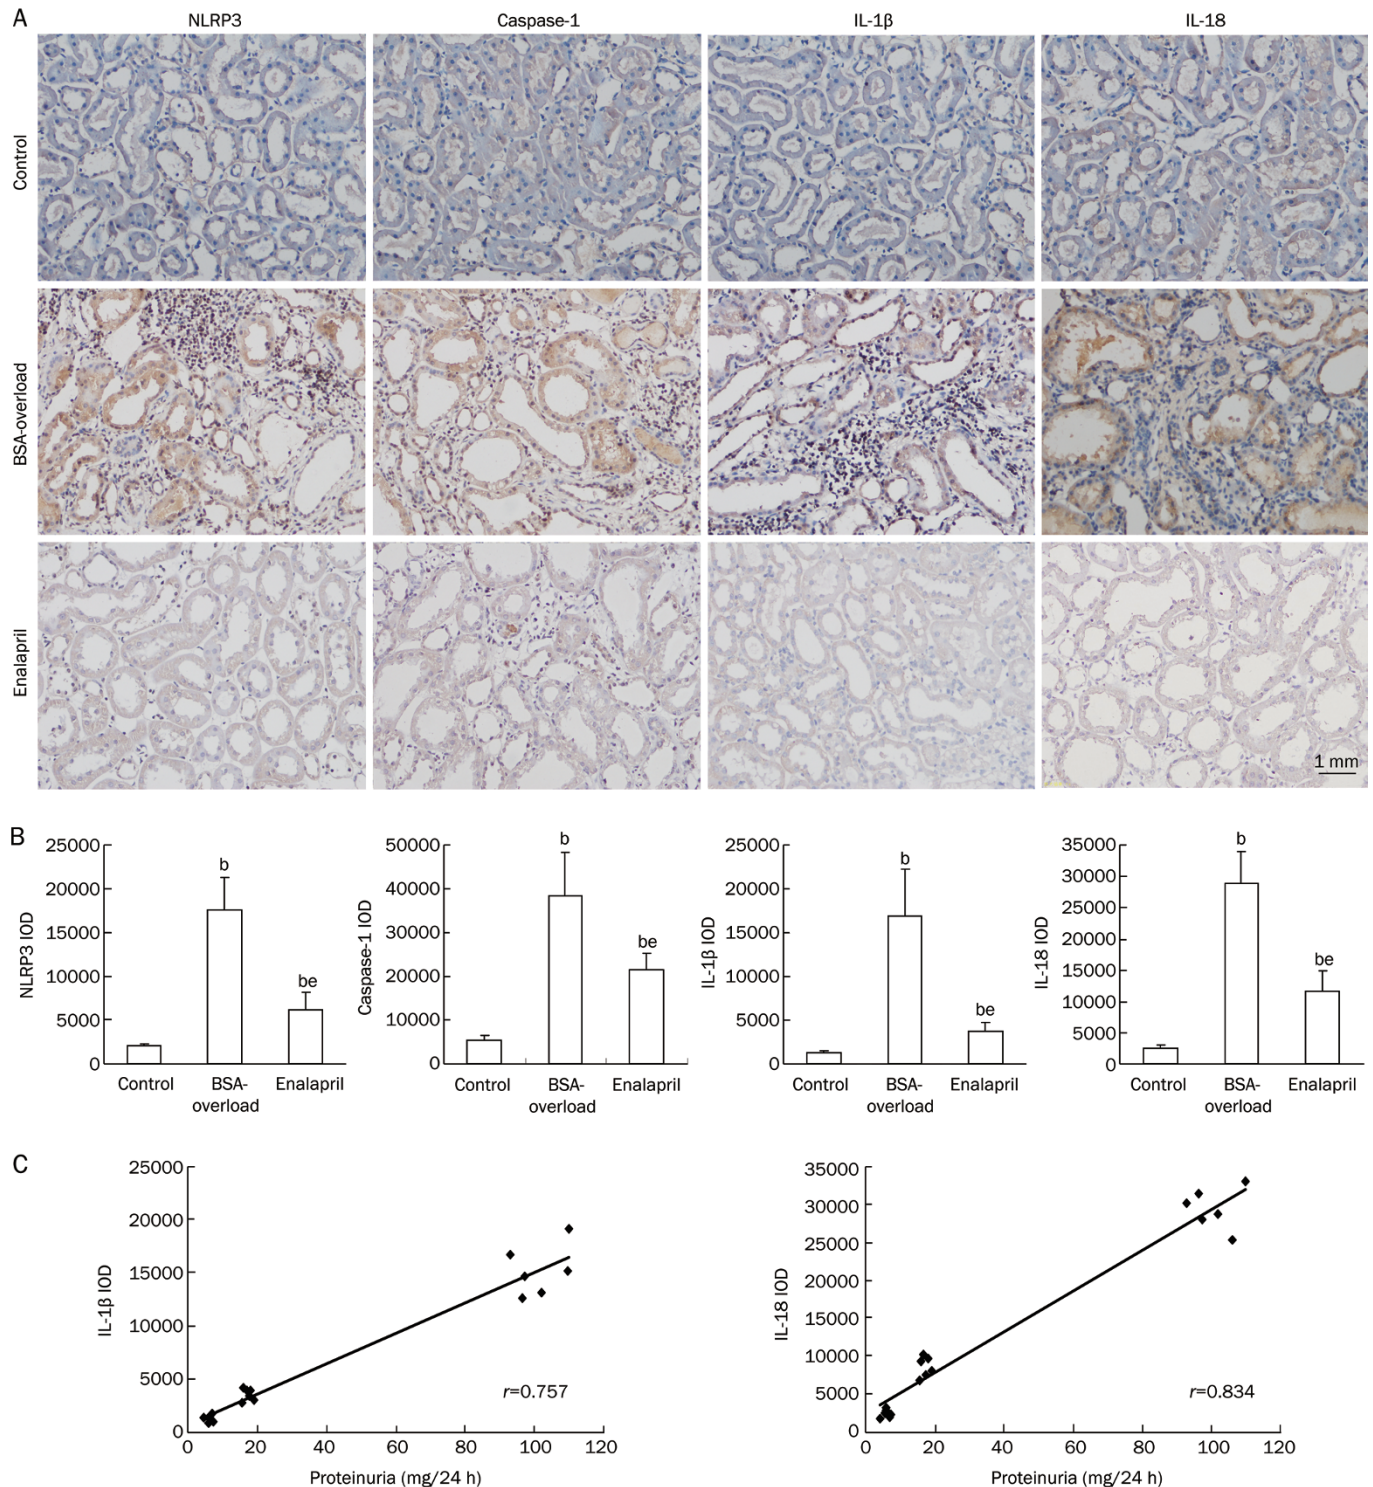 A
NLRP3 Caspase-1 IL-1β IL-18
Control
BSA-overload
Enalapril
1 mm
B
NLRP3 IOD
25000
20000
15000
10000
5000
0
b
be
Control BSA-overload Enalapril
Caspase-1 IOD
50000
40000
30000
20000
10000
0
b
be
Control BSA-overload Enalapril
IL-1β IOD
25000
20000
15000
10000
5000
0
b
be
Control BSA-overload Enalapril
IL-18 IOD
35000
30000
25000
20000
15000
10000
5000
0
b
be
Control BSA-overload Enalapril
C
IL-1β IOD
25000
20000
15000
10000
5000
0
r=0.757
0 20 40 60 80 100 120
Proteinuria (mg/24 h)
IL-18 IOD
35000
30000
25000
20000
15000
10000
5000
0
r=0.834
0 20 40 60 80 100 120
Proteinuria (mg/24 h)